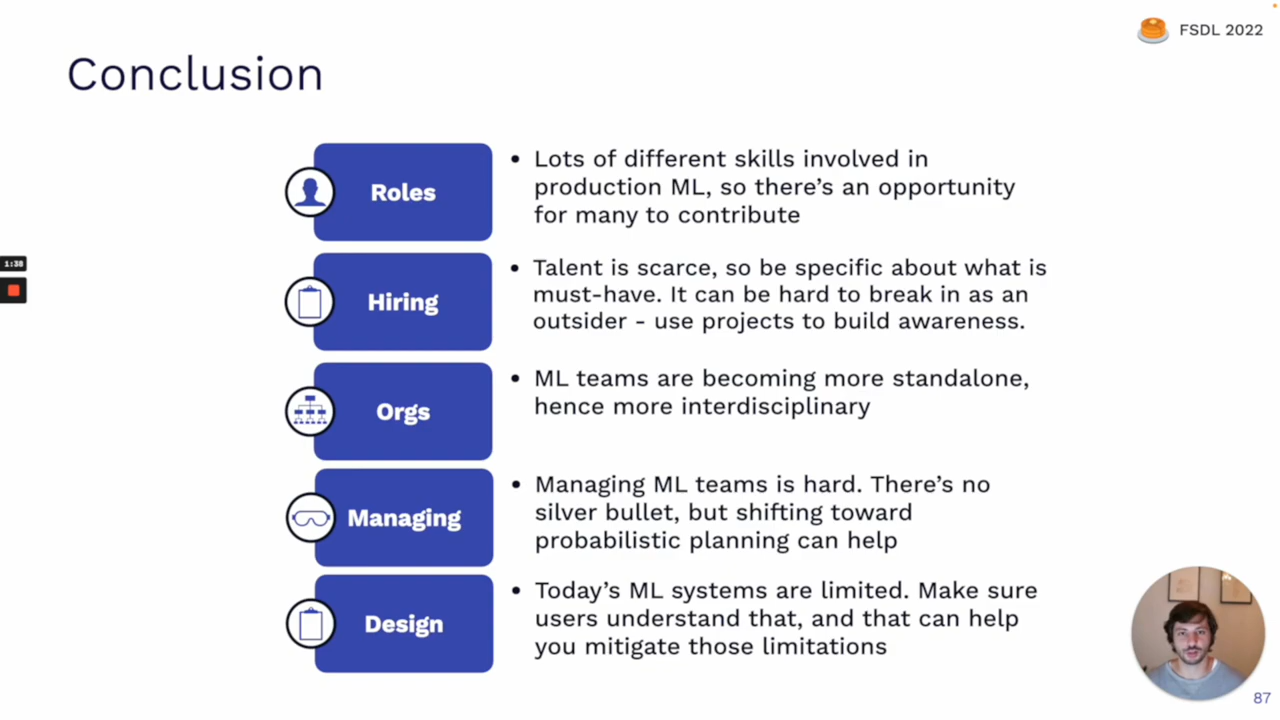 FSDL 2022
Conclusion
Roles
• Lots of different skills involved in
production ML, so there's an opportunity
for many to contribute
1:38
Hiring
• Talent is scarce, so be specific about what is
must-have. It can be hard to break in as an
outsider - use projects to build awareness.
Orgs
• ML teams are becoming more standalone,
hence more interdisciplinary
Managing
• Managing ML teams is hard. There's no
silver bullet, but shifting toward
probabilistic planning can help
Design
• Today's ML systems are limited. Make sure
users understand that, and that can help
you mitigate those limitations
87